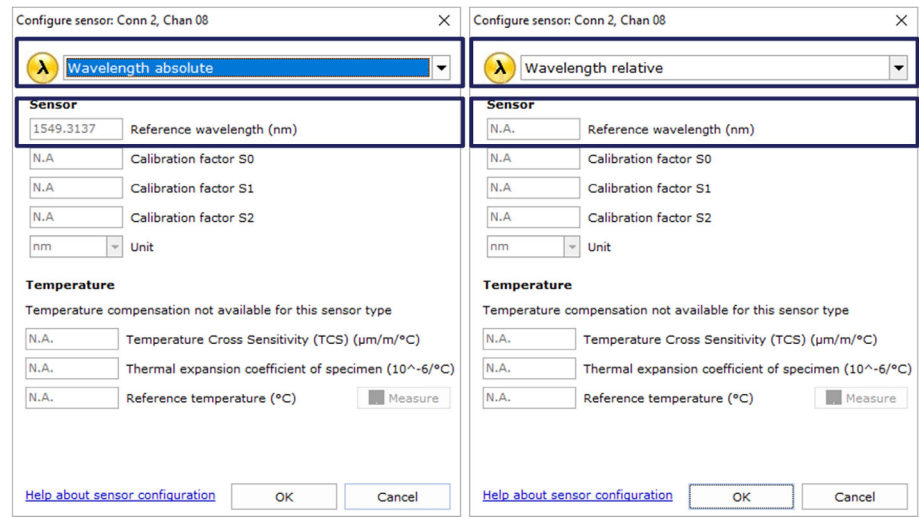 Configure sensor: Conn 2, Chan 08
λ Wavelength absolute
Sensor
1549.3137 Reference wavelength (nm)
N.A Calibration factor S0
N.A Calibration factor S1
N.A Calibration factor S2
nm Unit
Temperature
Temperature compensation not available for this sensor type
N.A. Temperature Cross Sensitivity (TCS) (µm/m/°C)
N.A. Thermal expansion coefficient of specimen (10^-6/°C)
N.A. Reference temperature (°C) Measure
Help about sensor configuration OK Cancel
Configure sensor: Conn 2, Chan 08
λ Wavelength relative
Sensor
N.A. Reference wavelength (nm)
N.A Calibration factor S0
N.A Calibration factor S1
N.A Calibration factor S2
nm Unit
Temperature
Temperature compensation not available for this sensor type
N.A. Temperature Cross Sensitivity (TCS) (µm/m/°C)
N.A. Thermal expansion coefficient of specimen (10^-6/°C)
N.A. Reference temperature (°C) Measure
Help about sensor configuration OK Cancel